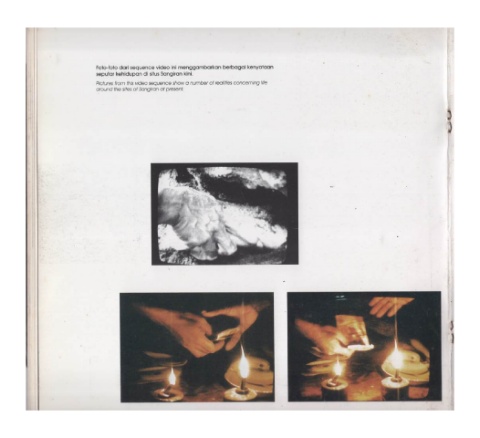 Foto-foto dari sequence video ini menggambarkan berbagai kenyataan
seputar kehidupan di situs Sangiran kini.
Pictures from this video sequence show a number of realities concerning life
around the sites of Sangiran at present.